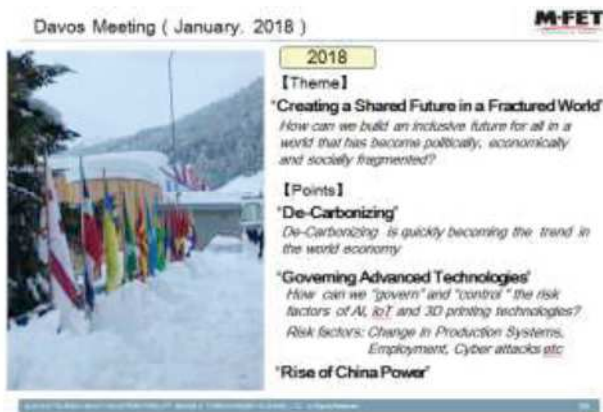 Davos Meeting ( January. 2018 )
M-FET
2018
【Theme】
"Creating a Shared Future in a Fractured World"
How can we build an inclusive future for all in a
world that has become politically, economically
and socially fragmented?
【Points】
"De-Carbonizing"
De-Carbonizing is quickly becoming the trend in
the world economy
"Governing Advanced Technologies"
How can we "govern" and "control " the risk
factors of AI, IoT and 3D printing technologies?
Risk factors: Change In Production Systems,
Employment, Cyber attacks etc
"Rise of China Power"